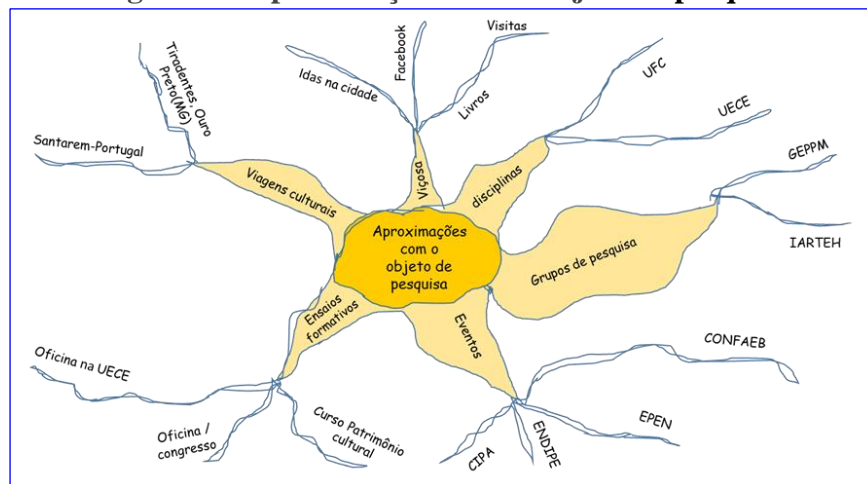 Tiradentes, Ouro
Preto(MG)
Santarem-Portugal
Viagens culturais
Idas na cidade
Facebook
Visitas
Livros
Viçosa
UFC
UECE
disciplinas
GEPPM
IARTEH
Grupos de pesquisa
Aproximações
com o
objeto de
pesquisa
Ensaios
formativos
Oficina na UECE
Oficina /
congresso
Curso Patrimônio
cultural
Eventos
CONFAEB
EPEN
ENDIPE
CIPA